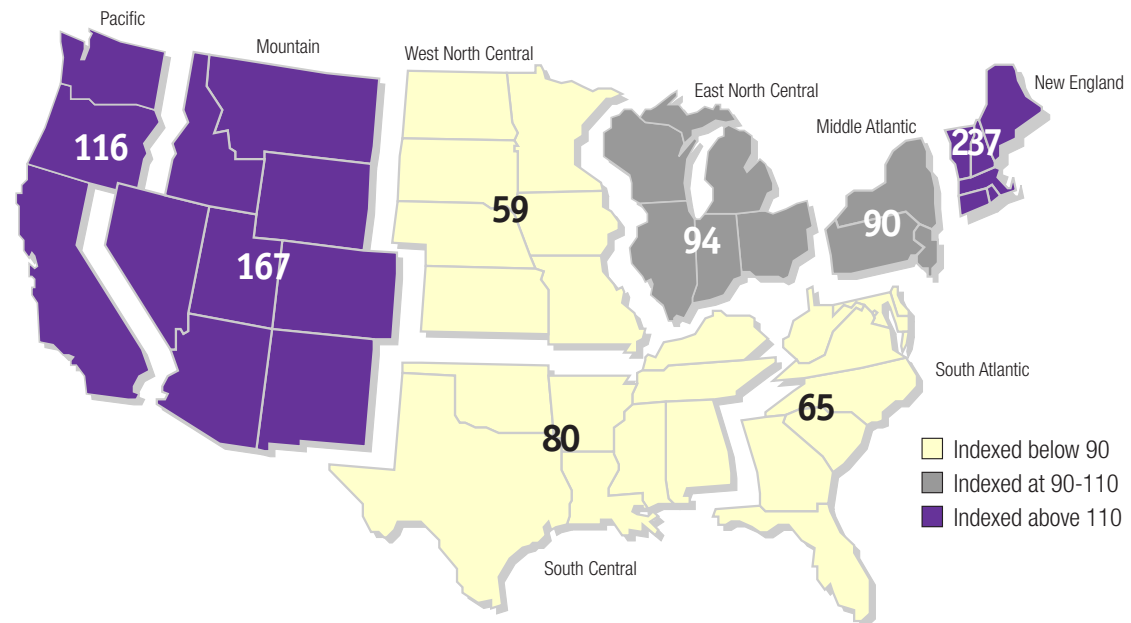 Pacific
Mountain
West North Central
East North Central
New England
Middle Atlantic
116
237
59
90
94
167
South Atlantic
65
80
Indexed below 90
Indexed at 90-110
Indexed above 110
South Central